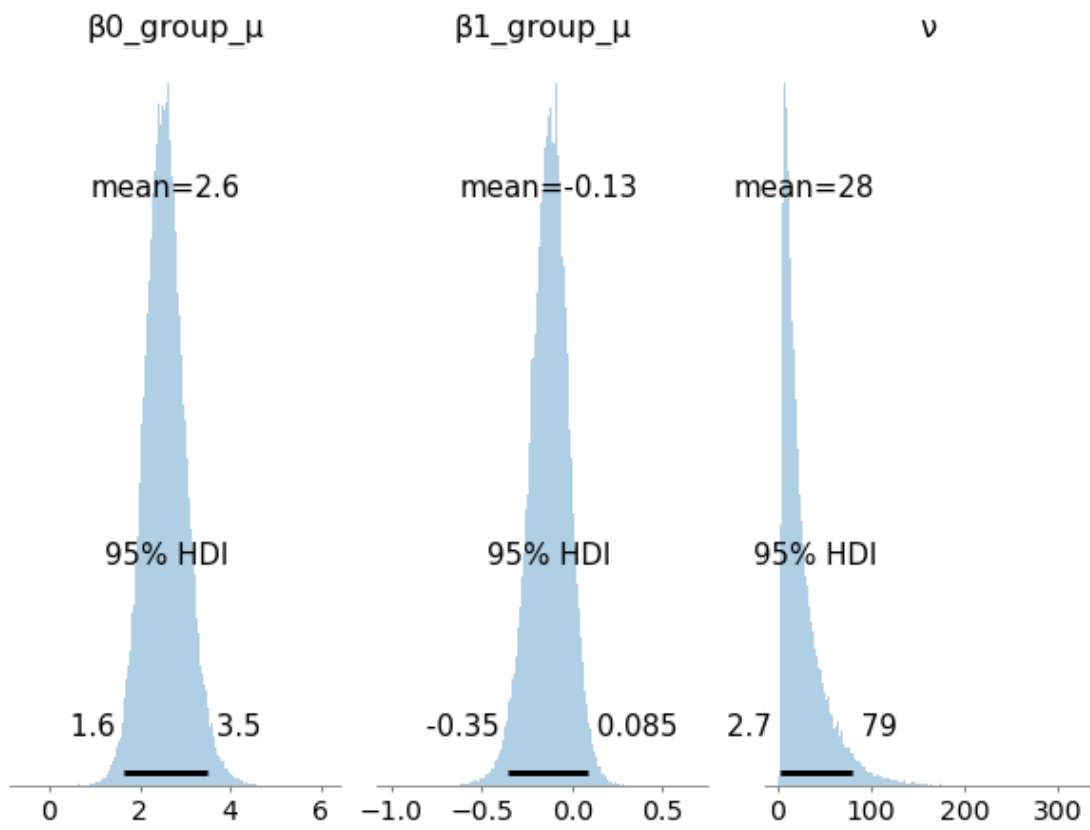 β0_group_μ
β1_group_μ
ν
mean=2.6
mean=-0.13
mean=28
95% HDI
95% HDI
95% HDI
1.6
3.5
-0.35
0.085
2.7
79
0 2 4 6
−1.0 −0.5 0.0 0.5
0 100 200 300